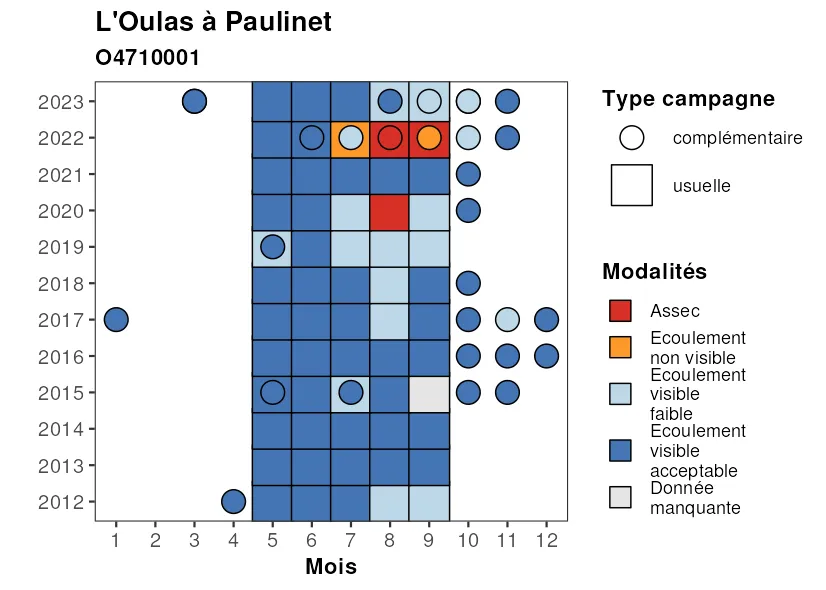 L'Oulas à Paulinet
O4710001
2023
2022
2021
2020
2019
2018
2017
2016
2015
2014
2013
2012
1 2 3 4 5 6 7 8 9 10 11 12
Mois
Type campagne
complémentaire
usuelle
Modalités
Assec
Ecoulement
non visible
Ecoulement
visible
faible
Ecoulement
visible
acceptable
Donnée
manquante